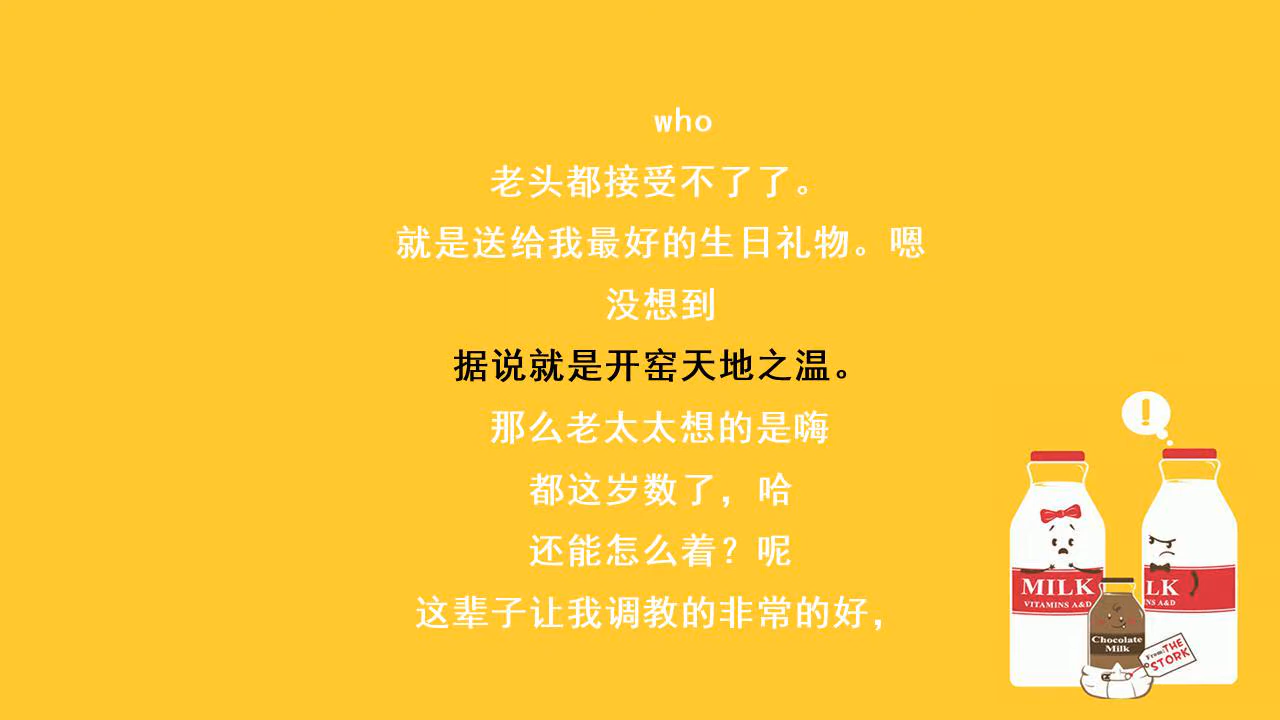 who
老头都接受不了了。
就是送给我最好的生日礼物。嗯
没想到
据说就是开窑天地之温。
那么老太太想的是嗨
都这岁数了，哈
还能怎么着？呢
这辈子让我调教的非常的好，
!
MILK
VITAMINS A&D
LK
NS A&D
Chocolate
Milk
From: THE
STORK